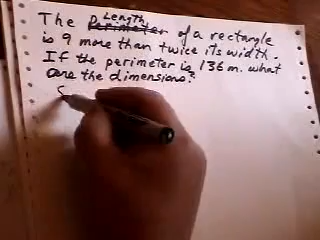 Length
The Perimeter of a rectangle
is 9 more than twice its width.
If the perimeter is 136 m. what
are the dimensions?
S